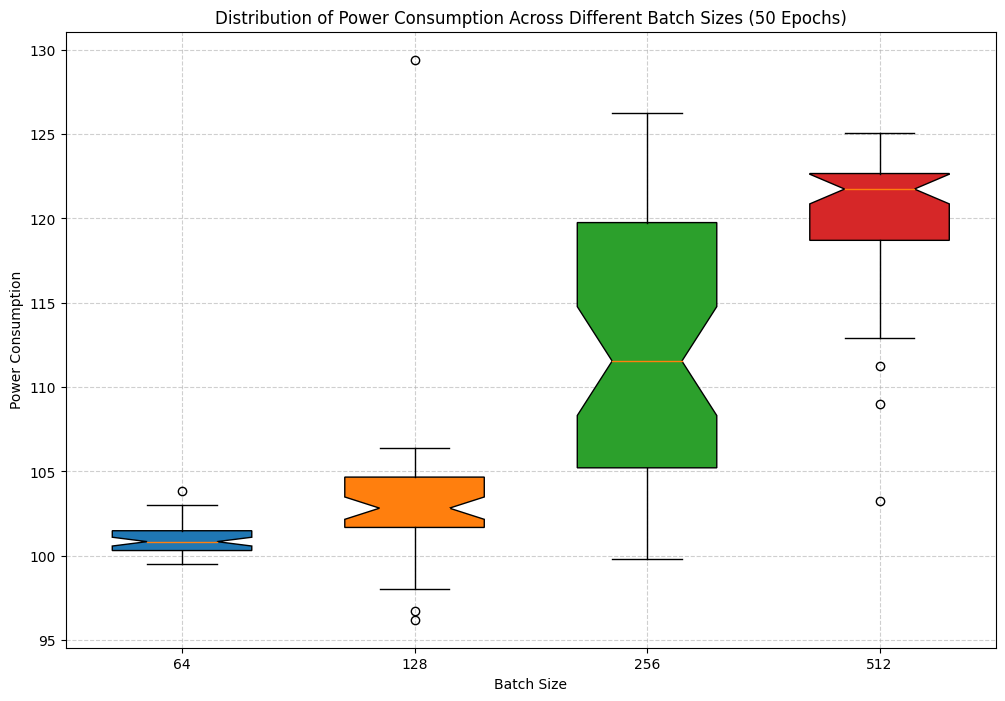 Distribution of Power Consumption Across Different Batch Sizes (50 Epochs)
130
125
120
115
110
105
100
95
Power Consumption
64 128 256 512
Batch Size